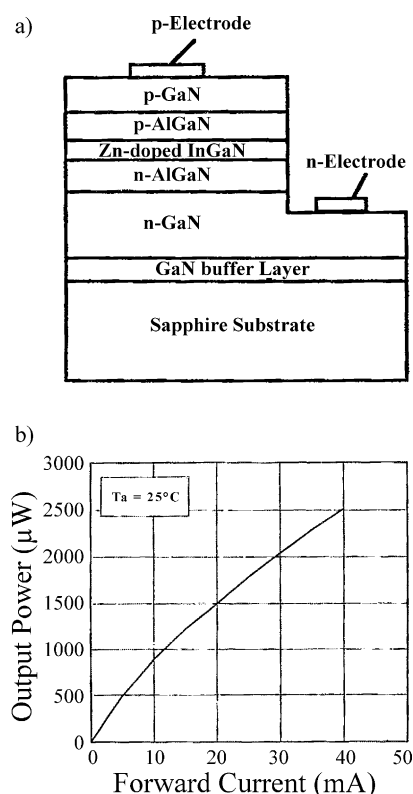 a)
p-Electrode
p-GaN
p-AlGaN
Zn-doped InGaN
n-AlGaN
n-Electrode
n-GaN
GaN buffer Layer
Sapphire Substrate
b)
3000
2500
2000
1500
1000
500
0
Ta = 25°C
Output Power (µW)
0 10 20 30 40 50
Forward Current (mA)